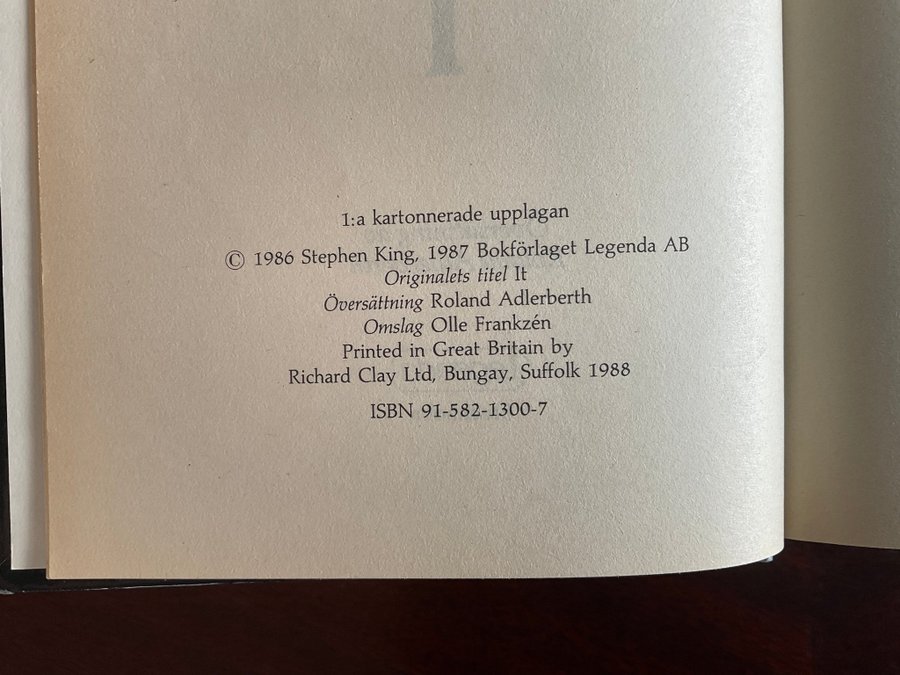 1:a kartonnerade upplagan
© 1986 Stephen King, 1987 Bokförlaget Legenda AB
Originalets titel It
Översättning Roland Adlerberth
Omslag Olle Frankzén
Printed in Great Britain by
Richard Clay Ltd, Bungay, Suffolk 1988
ISBN 91-582-1300-7